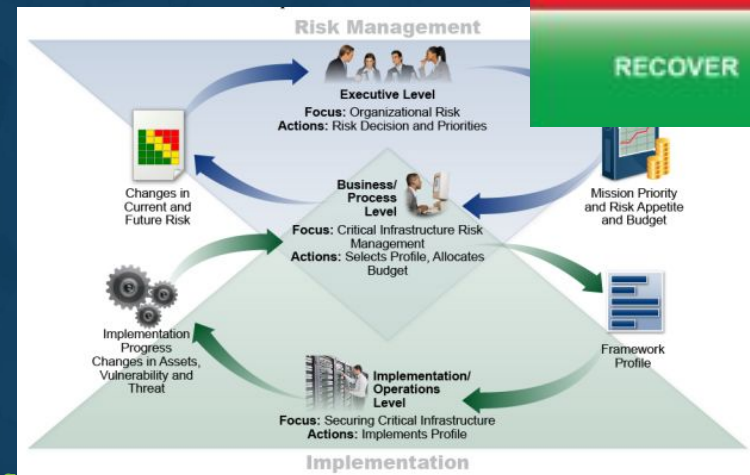 Risk Management
RECOVER
Executive Level
Focus: Organizational Risk
Actions: Risk Decision and Priorities
Changes in
Current and
Future Risk
Mission Priority
and Risk Appetite
and Budget
Business/
Process
Level
Focus: Critical Infrastructure Risk
Management
Actions: Selects Profile, Allocates
Budget
Implementation
Progress
Changes in Assets,
Vulnerability and
Threat
Framework
Profile
Implementation/
Operations
Level
Focus: Securing Critical Infrastructure
Actions: Implements Profile
Implementation